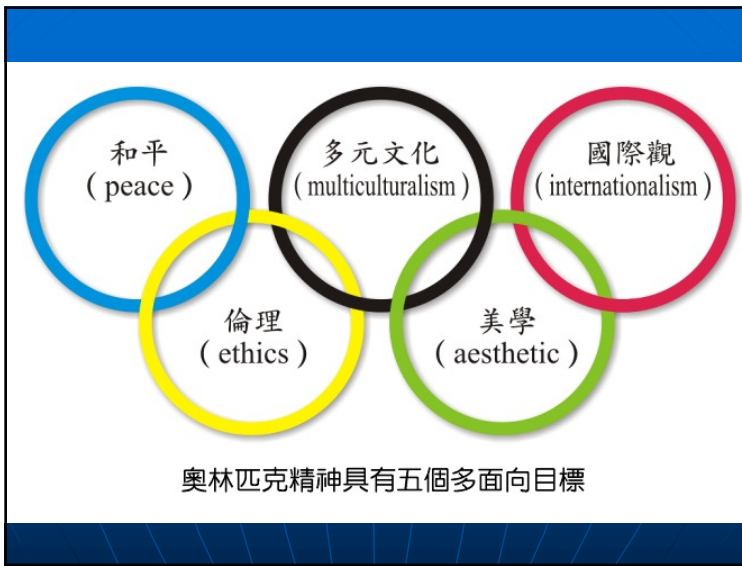 和平
( peace )
多元文化
( multiculturalism )
國際觀
( internationalism )
倫理
( ethics )
美學
( aesthetic )
奧林匹克精神具有五個多面向目標